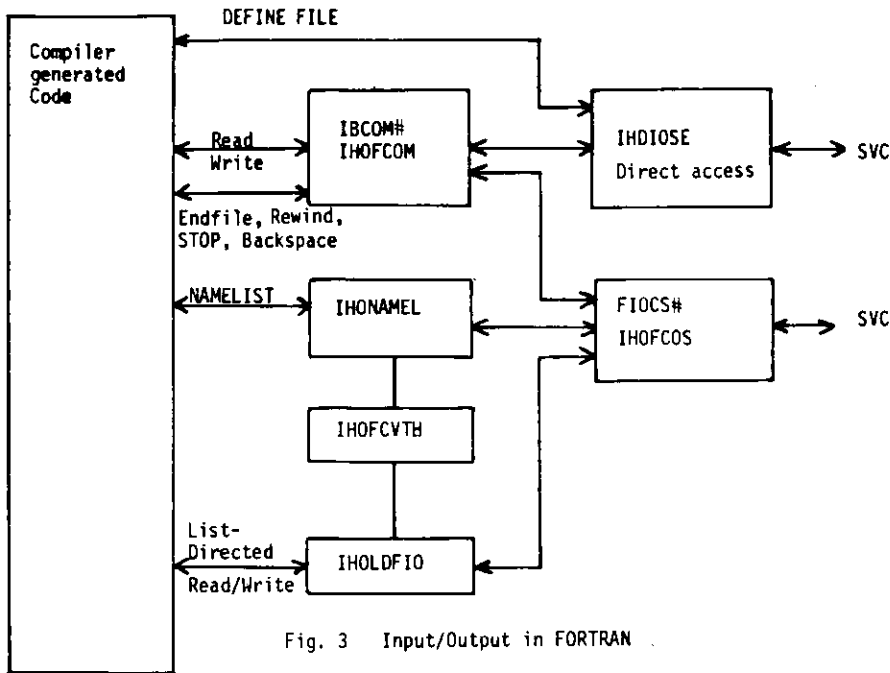 DEFINE FILE
Compiler
generated
Code
IBCOM#
IHOFCOM
IHDIOSE
Direct access
SVC
Read
Write
Endfile, Rewind,
STOP, Backspace
NAMELIST
IHONAMEL
FIOCS#
IHOFCOS
SVC
IHOFCVTH
List-
Directed
Read/Write
IHOLDFIO
Fig. 3 Input/Output in FORTRAN